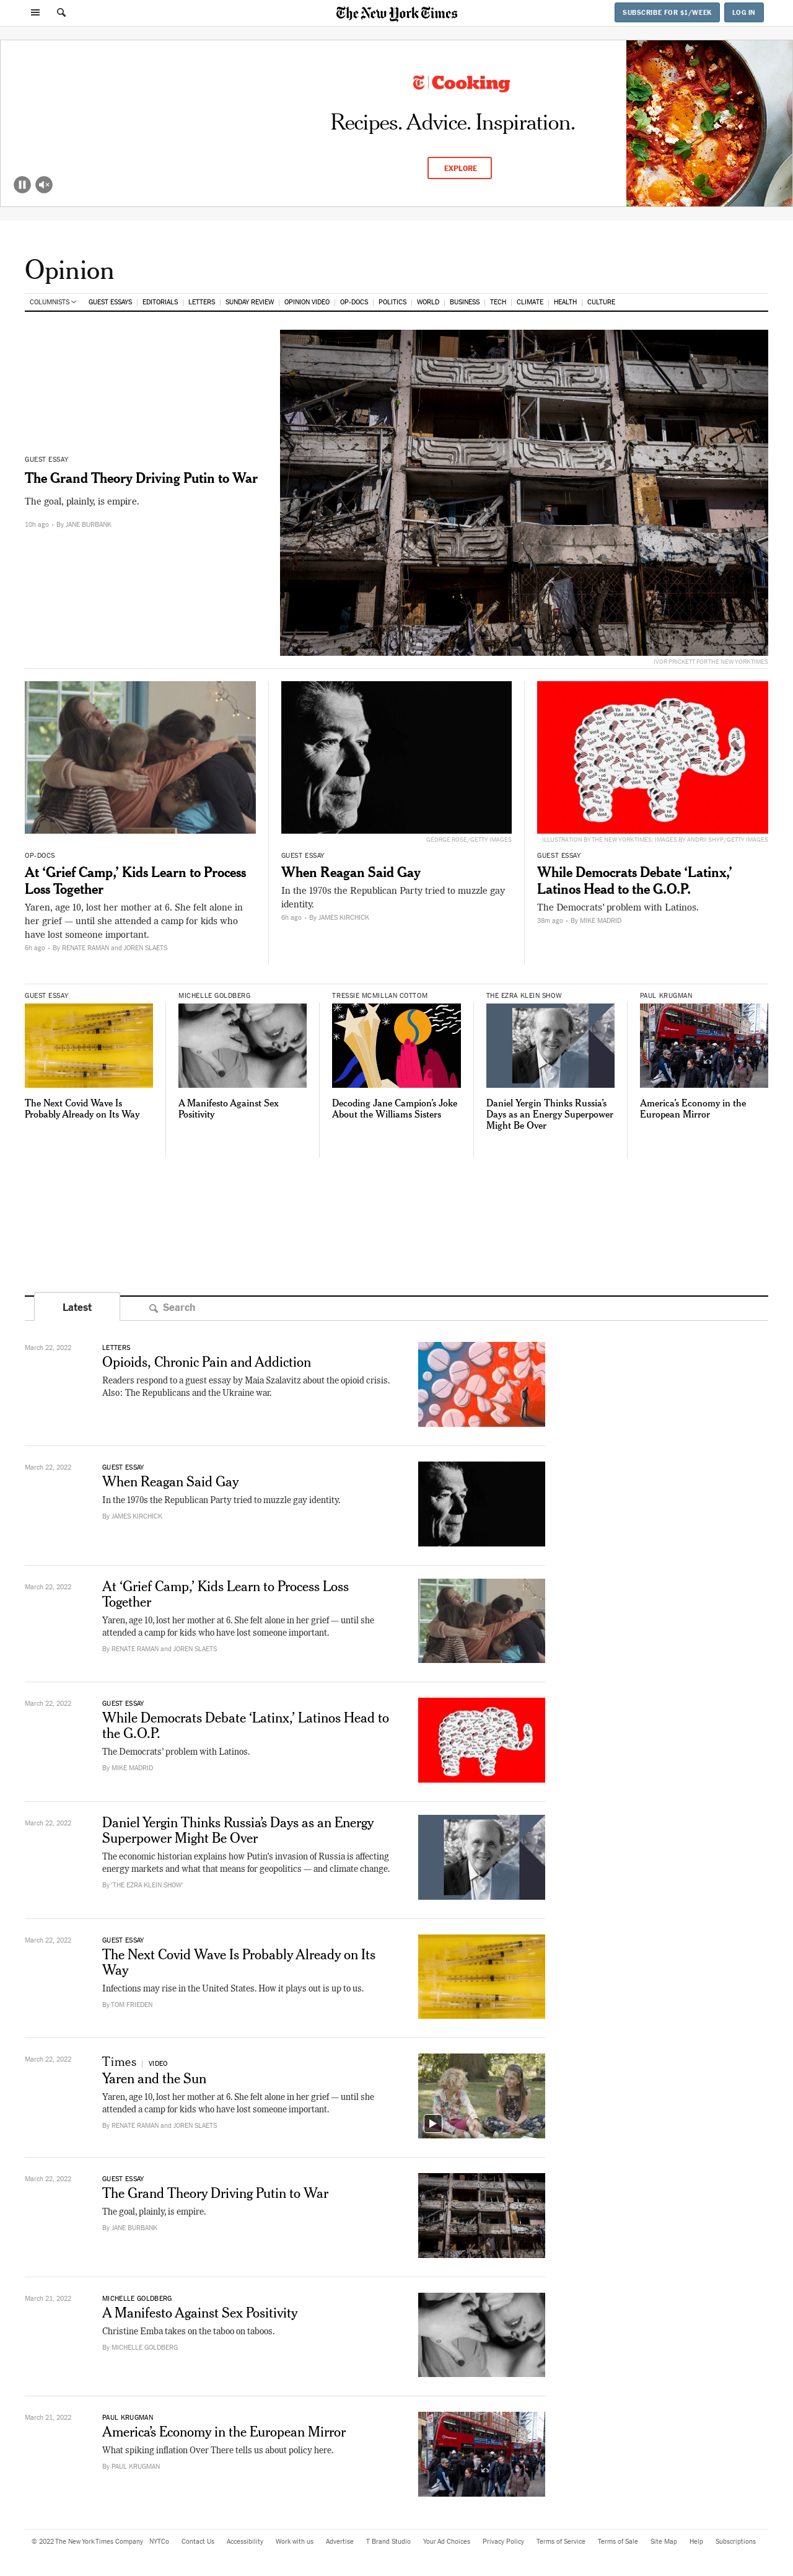 The New York Times
SUBSCRIBE FOR $1/WEEK
LOG IN
Cooking
Recipes. Advice. Inspiration.
EXPLORE
Opinion
COLUMNISTS
GUEST ESSAYS
EDITORIALS
LETTERS
SUNDAY REVIEW
OPINION VIDEO
OP-DOCS
POLITICS
WORLD
BUSINESS
TECH
CLIMATE
HEALTH
CULTURE
GUEST ESSAY
The Grand Theory Driving Putin to War
The goal, plainly, is empire.
10h ago • By JANE BURBANK
IVOR PRICKETT FOR THE NEW YORK TIMES
OP-DOCS
At ‘Grief Camp,’ Kids Learn to Process
Loss Together
Yaren, age 10, lost her mother at 6. She felt alone in
her grief — until she attended a camp for kids who
have lost someone important.
6h ago • By RENATE RAMAN and JOREN SLAETS
GEORGE ROSE/GETTY IMAGES
GUEST ESSAY
When Reagan Said Gay
In the 1970s the Republican Party tried to muzzle gay
identity.
6h ago • By JAMES KIRCHICK
ILLUSTRATION BY THE NEW YORK TIMES; IMAGES BY ANDRII SHYP/GETTY IMAGES
GUEST ESSAY
While Democrats Debate ‘Latinx,’
Latinos Head to the G.O.P.
The Democrats’ problem with Latinos.
38m ago • By MIKE MADRID
GUEST ESSAY
The Next Covid Wave Is
Probably Already on Its Way
MICHELLE GOLDBERG
A Manifesto Against Sex
Positivity
TRESSIE MCMILLAN COTTOM
Decoding Jane Campion’s Joke
About the Williams Sisters
THE EZRA KLEIN SHOW
Daniel Yergin Thinks Russia’s
Days as an Energy Superpower
Might Be Over
PAUL KRUGMAN
America’s Economy in the
European Mirror
Latest
Search
March 22, 2022
LETTERS
Opioids, Chronic Pain and Addiction
Readers respond to a guest essay by Maia Szalavitz about the opioid crisis.
Also: The Republicans and the Ukraine war.
March 22, 2022
GUEST ESSAY
When Reagan Said Gay
In the 1970s the Republican Party tried to muzzle gay identity.
By JAMES KIRCHICK
March 22, 2022
At ‘Grief Camp,’ Kids Learn to Process Loss
Together
Yaren, age 10, lost her mother at 6. She felt alone in her grief — until she
attended a camp for kids who have lost someone important.
By RENATE RAMAN and JOREN SLAETS
March 22, 2022
GUEST ESSAY
While Democrats Debate ‘Latinx,’ Latinos Head to
the G.O.P.
The Democrats’ problem with Latinos.
By MIKE MADRID
March 22, 2022
Daniel Yergin Thinks Russia’s Days as an Energy
Superpower Might Be Over
The economic historian explains how Putin’s invasion of Russia is affecting
energy markets and what that means for geopolitics — and climate change.
By ‘THE EZRA KLEIN SHOW’
March 22, 2022
GUEST ESSAY
The Next Covid Wave Is Probably Already on Its
Way
Infections may rise in the United States. How it plays out is up to us.
By TOM FRIEDEN
March 22, 2022
Times | VIDEO
Yaren and the Sun
Yaren, age 10, lost her mother at 6. She felt alone in her grief — until she
attended a camp for kids who have lost someone important.
By RENATE RAMAN and JOREN SLAETS
March 22, 2022
GUEST ESSAY
The Grand Theory Driving Putin to War
The goal, plainly, is empire.
By JANE BURBANK
March 21, 2022
MICHELLE GOLDBERG
A Manifesto Against Sex Positivity
Christine Emba takes on the taboo on taboos.
By MICHELLE GOLDBERG
March 21, 2022
PAUL KRUGMAN
America’s Economy in the European Mirror
What spiking inflation Over There tells us about policy here.
By PAUL KRUGMAN
© 2022 The New York Times Company
NYTCo
Contact Us
Accessibility
Work with us
Advertise
T Brand Studio
Your Ad Choices
Privacy Policy
Terms of Service
Terms of Sale
Site Map
Help
Subscriptions